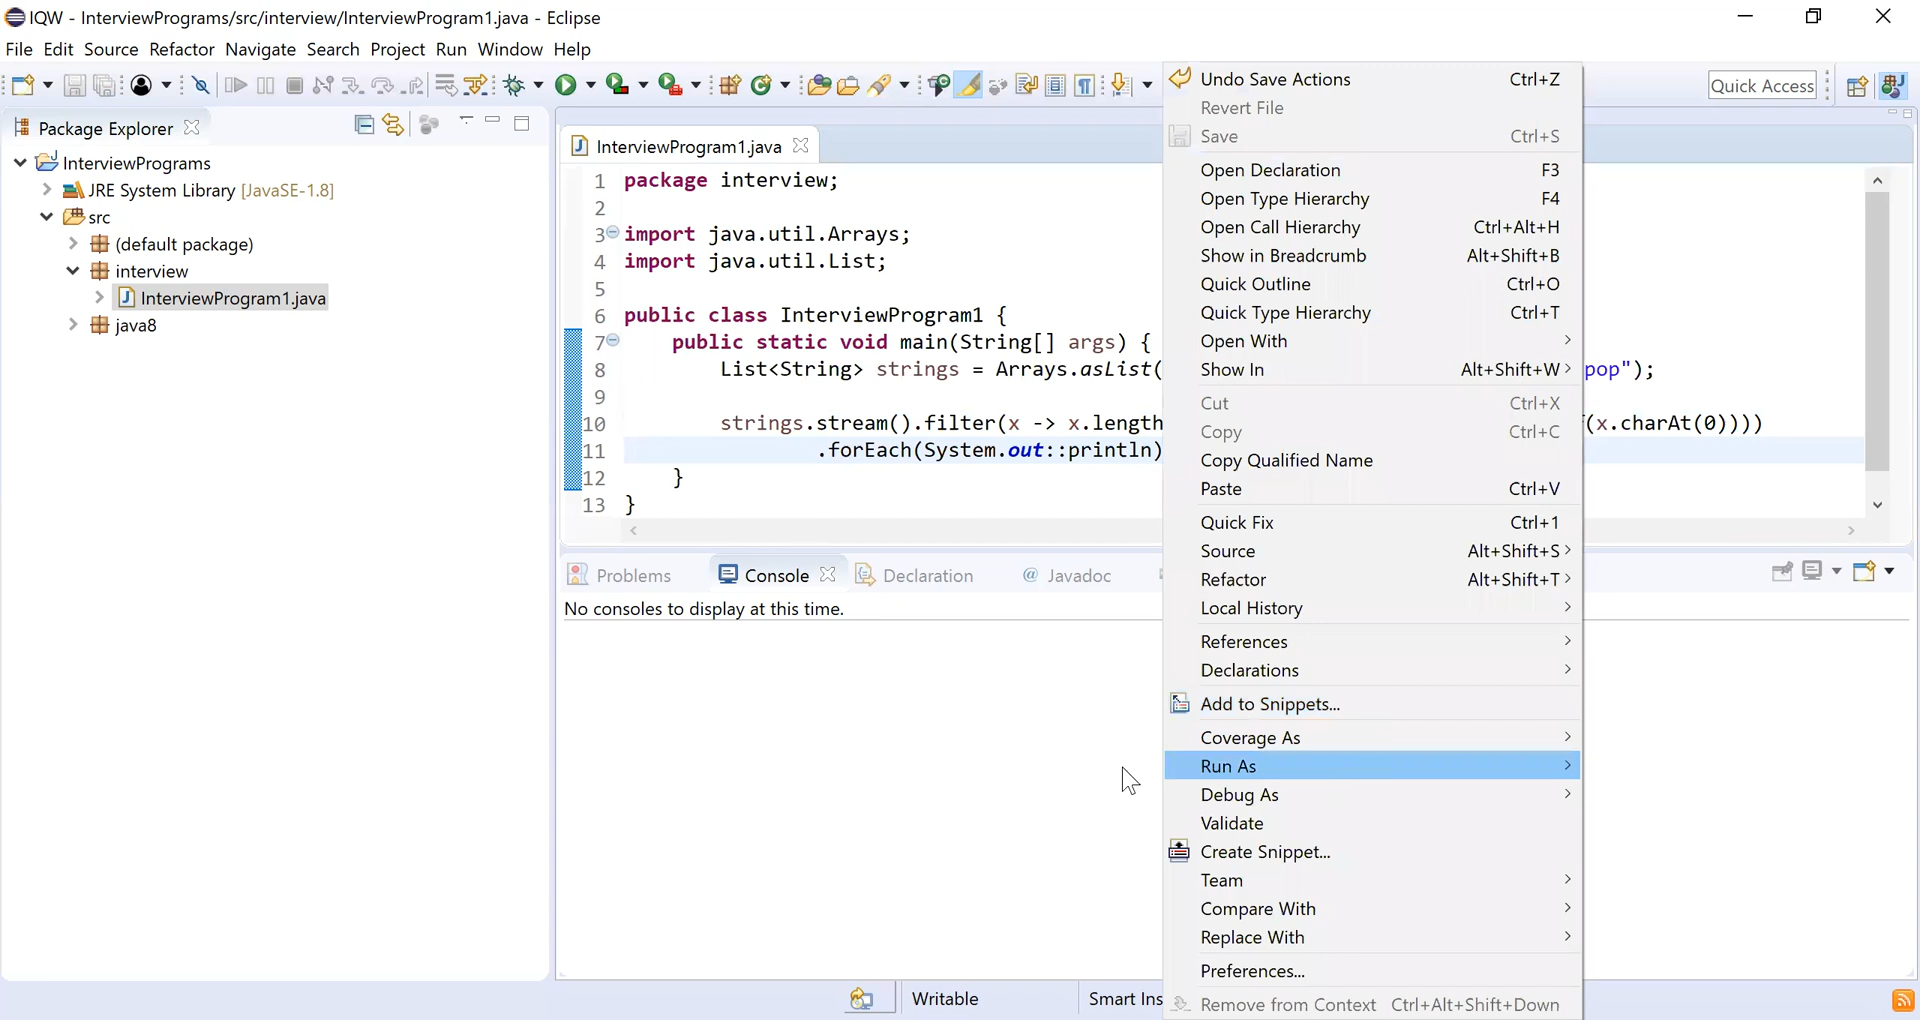 IQW - InterviewPrograms/src/interview/InterviewProgram1.java - Eclipse
File Edit Source Refactor Navigate Search Project Run Window Help
Quick Access
Package Explorer
InterviewPrograms
JRE System Library [JavaSE-1.8]
src
(default package)
interview
InterviewProgram1.java
java8
InterviewProgram1.java
1 package interview;
2
3 import java.util.Arrays;
4 import java.util.List;
5
6 public class InterviewProgram1 {
7 public static void main(String[] args) {
8 List<String> strings = Arrays.asList( pop");
9
10 strings.stream().filter(x -> x.length (x.charAt(0))))
11 .forEach(System.out::println)
12 }
13 }
Problems Console Declaration @ Javadoc
No consoles to display at this time.
Writable Smart Ins
Undo Save Actions Ctrl+Z
Revert File
Save Ctrl+S
Open Declaration F3
Open Type Hierarchy F4
Open Call Hierarchy Ctrl+Alt+H
Show in Breadcrumb Alt+Shift+B
Quick Outline Ctrl+O
Quick Type Hierarchy Ctrl+T
Open With
Show In Alt+Shift+W
Cut Ctrl+X
Copy Ctrl+C
Copy Qualified Name
Paste Ctrl+V
Quick Fix Ctrl+1
Source Alt+Shift+S
Refactor Alt+Shift+T
Local History
References
Declarations
Add to Snippets...
Coverage As
Run As
Debug As
Validate
Create Snippet...
Team
Compare With
Replace With
Preferences...
Remove from Context Ctrl+Alt+Shift+Down